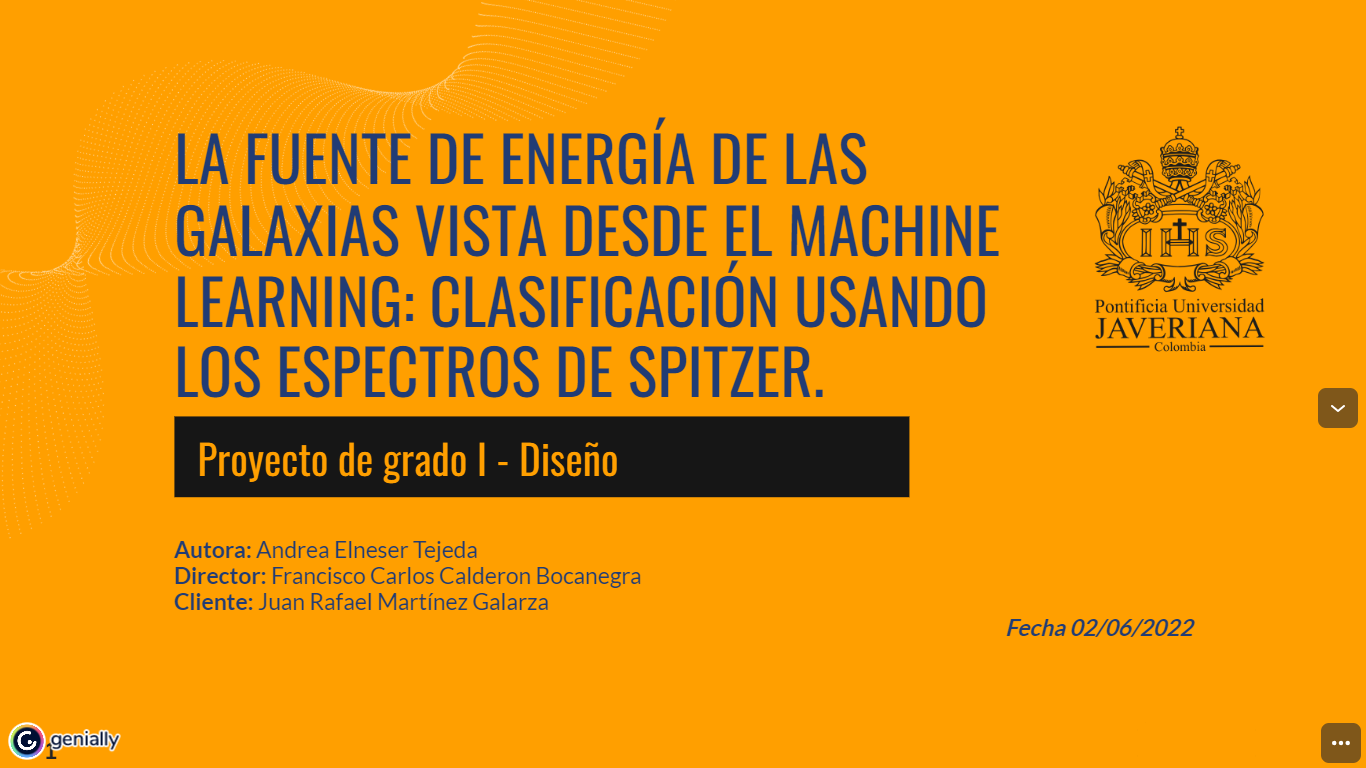 LA FUENTE DE ENERGÍA DE LAS
GALAXIAS VISTA DESDE EL MACHINE
LEARNING: CLASIFICACIÓN USANDO
LOS ESPECTROS DE SPITZER.
Proyecto de grado I - Diseño
Autora: Andrea Elneser Tejeda
Director: Francisco Carlos Calderon Bocanegra
Cliente: Juan Rafael Martínez Galarza
Fecha 02/06/2022
IHS
Pontificia Universidad
JAVERIANA
Colombia
genially
1